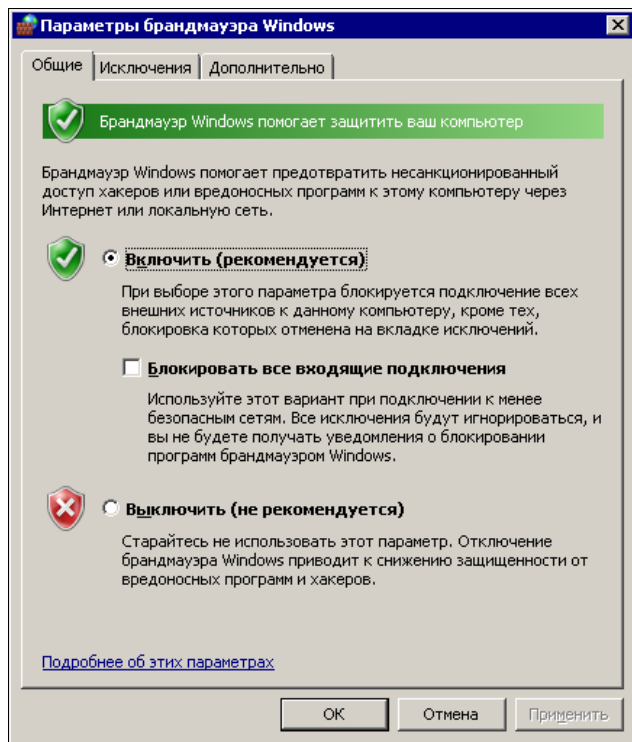 Параметры брандмауэра Windows
Общие
Исключения
Дополнительно
Брандмауэр Windows помогает защитить ваш компьютер
Брандмауэр Windows помогает предотвратить несанкционированный
доступ хакеров или вредоносных программ к этому компьютеру через
Интернет или локальную сеть.
Включить (рекомендуется)
При выборе этого параметра блокируется подключение всех
внешних источников к данному компьютеру, кроме тех,
блокировка которых отменена на вкладке исключений.
Блокировать все входящие подключения
Используйте этот вариант при подключении к менее
безопасным сетям. Все исключения будут игнорироваться, и
вы не будете получать уведомления о блокировании
программ брандмауэром Windows.
Выключить (не рекомендуется)
Старайтесь не использовать этот параметр. Отключение
брандмауэра Windows приводит к снижению защищенности от
вредоносных программ и хакеров.
Подробнее об этих параметрах
ОК
Отмена
Применить